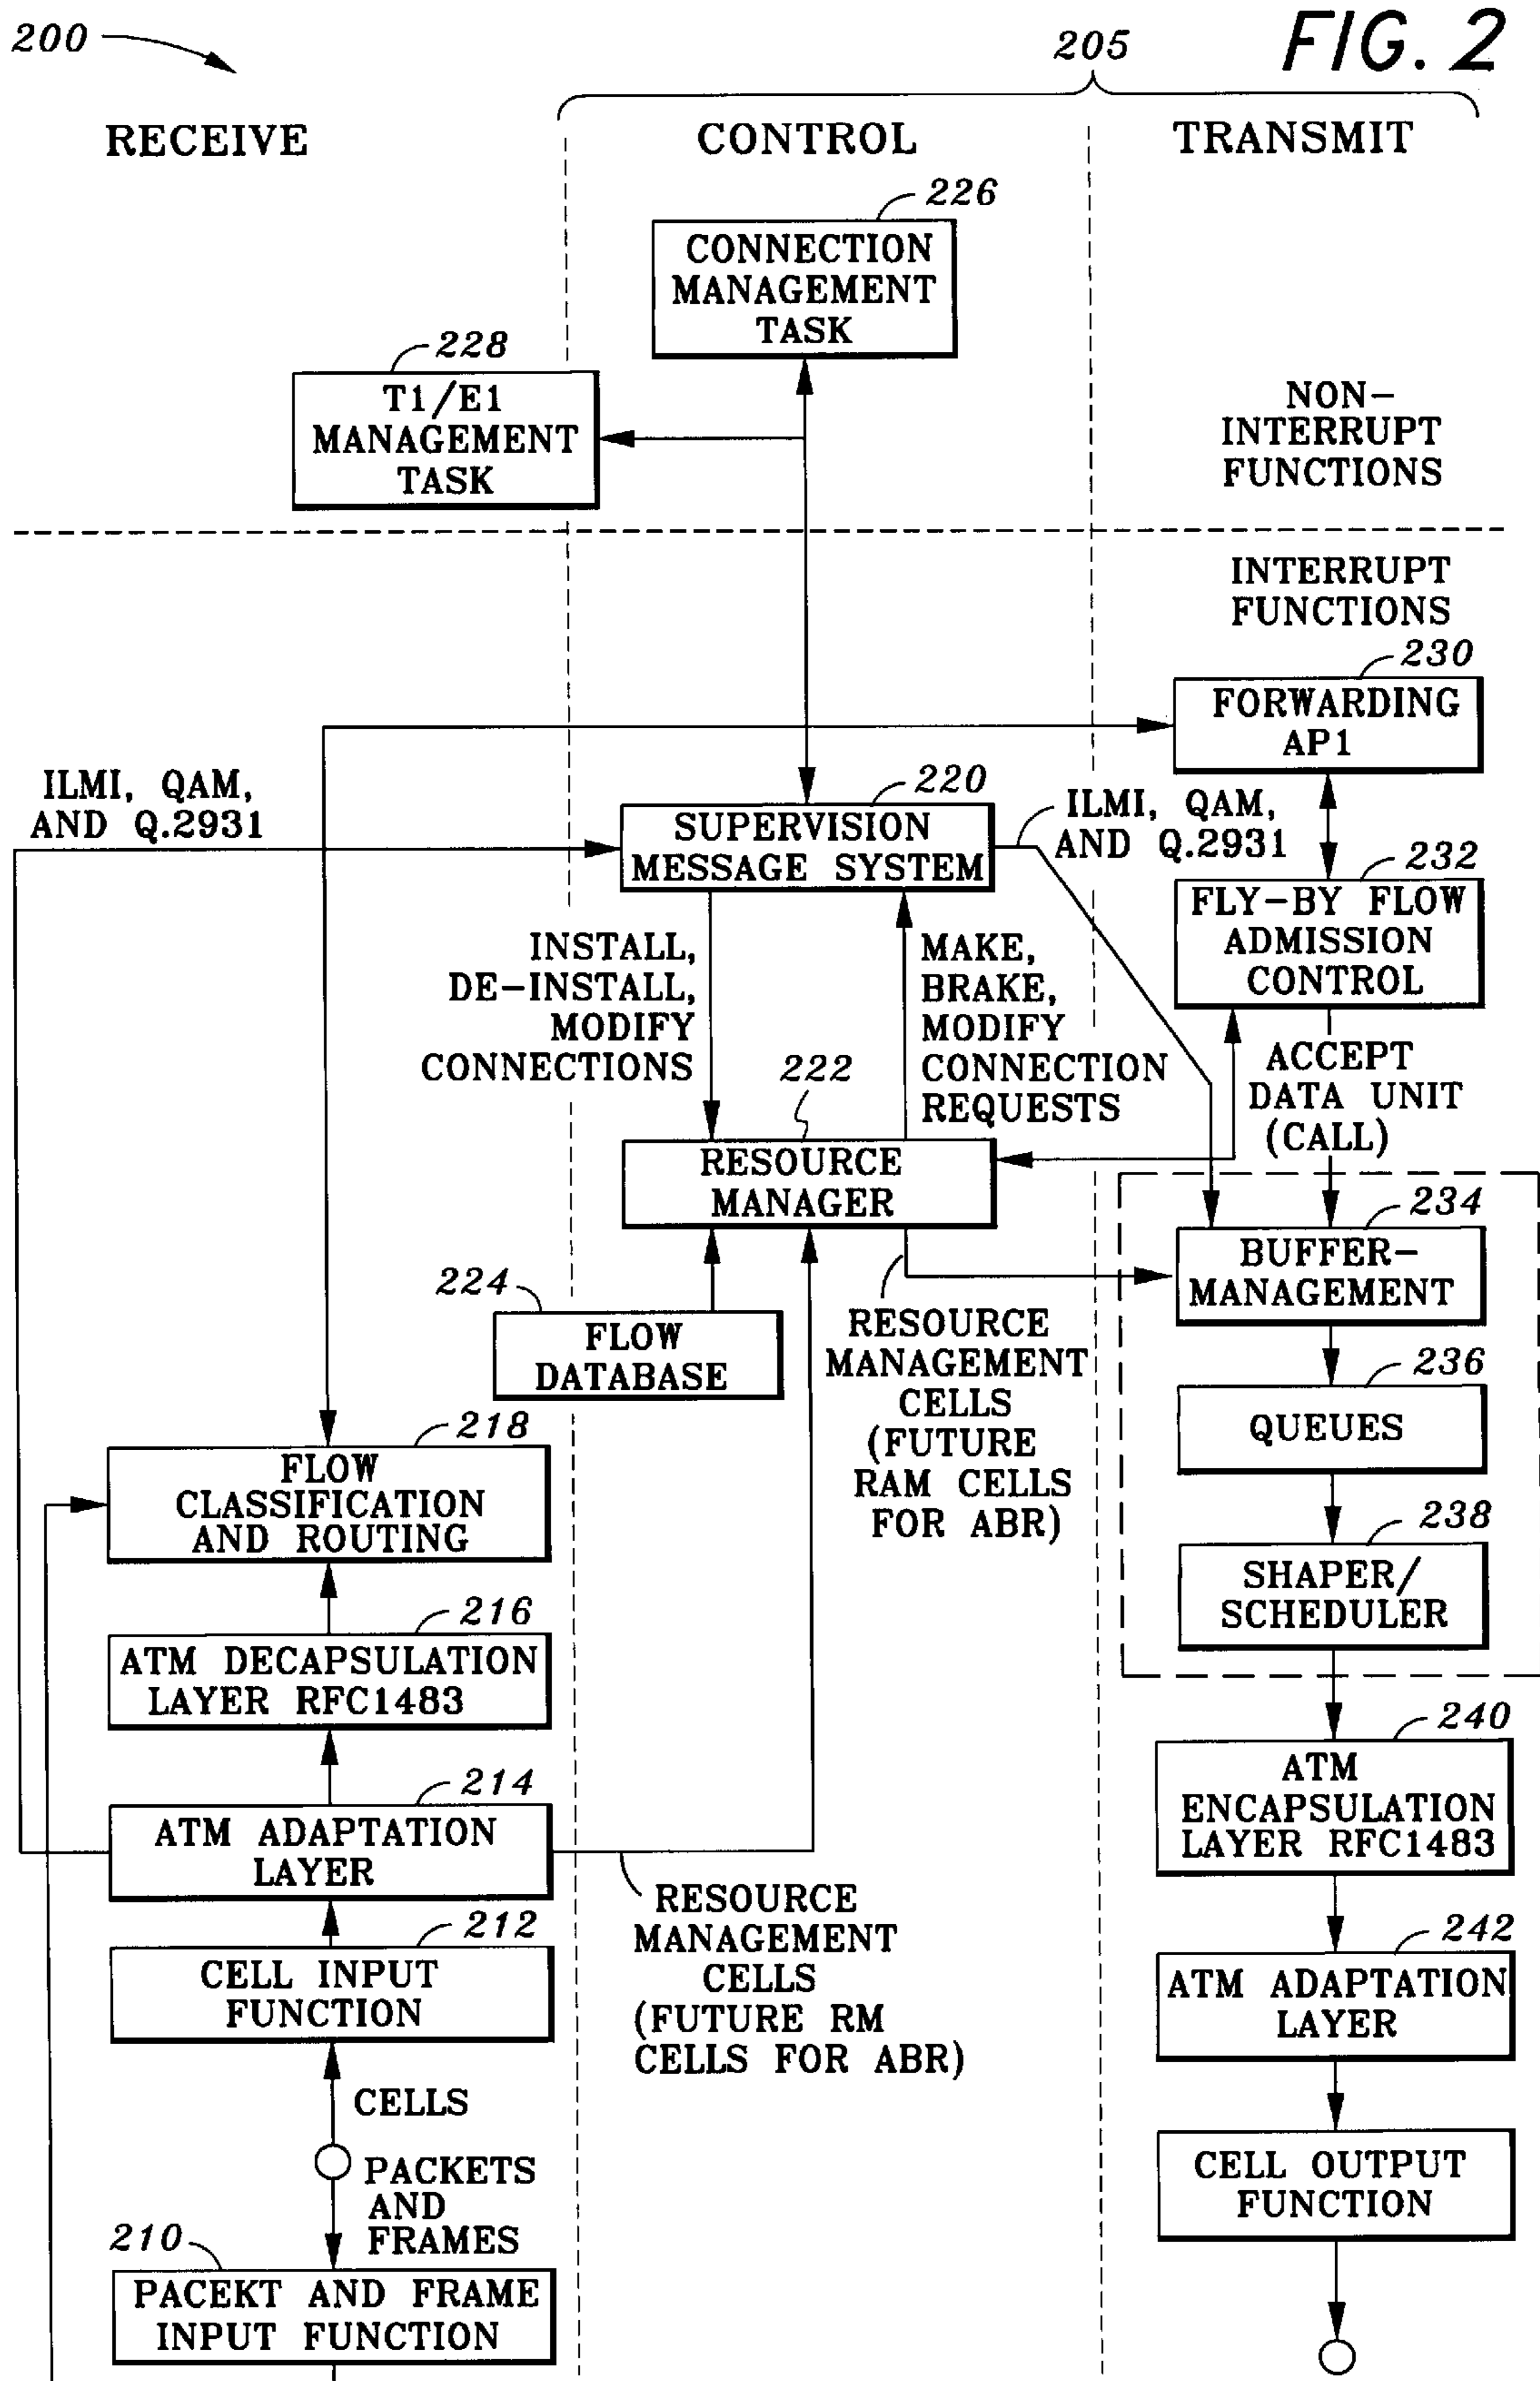 200
205
FIG. 2
RECEIVE
CONTROL
TRANSMIT
226
CONNECTION
MANAGEMENT
TASK
228
T1/E1
MANAGEMENT
TASK
NON-
INTERRUPT
FUNCTIONS
INTERRUPT
FUNCTIONS
230
FORWARDING
AP1
ILMI, QAM,
AND Q.2931
220
SUPERVISION
MESSAGE SYSTEM
ILMI, QAM,
AND Q.2931
232
FLY-BY FLOW
ADMISSION
CONTROL
INSTALL,
DE-INSTALL,
MODIFY
CONNECTIONS
MAKE,
BRAKE,
MODIFY
CONNECTION
REQUESTS
ACCEPT
DATA UNIT
(CALL)
222
RESOURCE
MANAGER
234
BUFFER-
MANAGEMENT
224
FLOW
DATABASE
RESOURCE
MANAGEMENT
CELLS
(FUTURE
RAM CELLS
FOR ABR)
236
QUEUES
218
FLOW
CLASSIFICATION
AND ROUTING
238
SHAPER/
SCHEDULER
216
ATM DECAPSULATION
LAYER RFC1483
240
ATM
ENCAPSULATION
LAYER RFC1483
214
ATM ADAPTATION
LAYER
RESOURCE
MANAGEMENT
CELLS
(FUTURE RM
CELLS FOR ABR)
212
CELL INPUT
FUNCTION
242
ATM ADAPTATION
LAYER
CELLS
PACKETS
AND
FRAMES
CELL OUTPUT
FUNCTION
210
PACEKT AND FRAME
INPUT FUNCTION